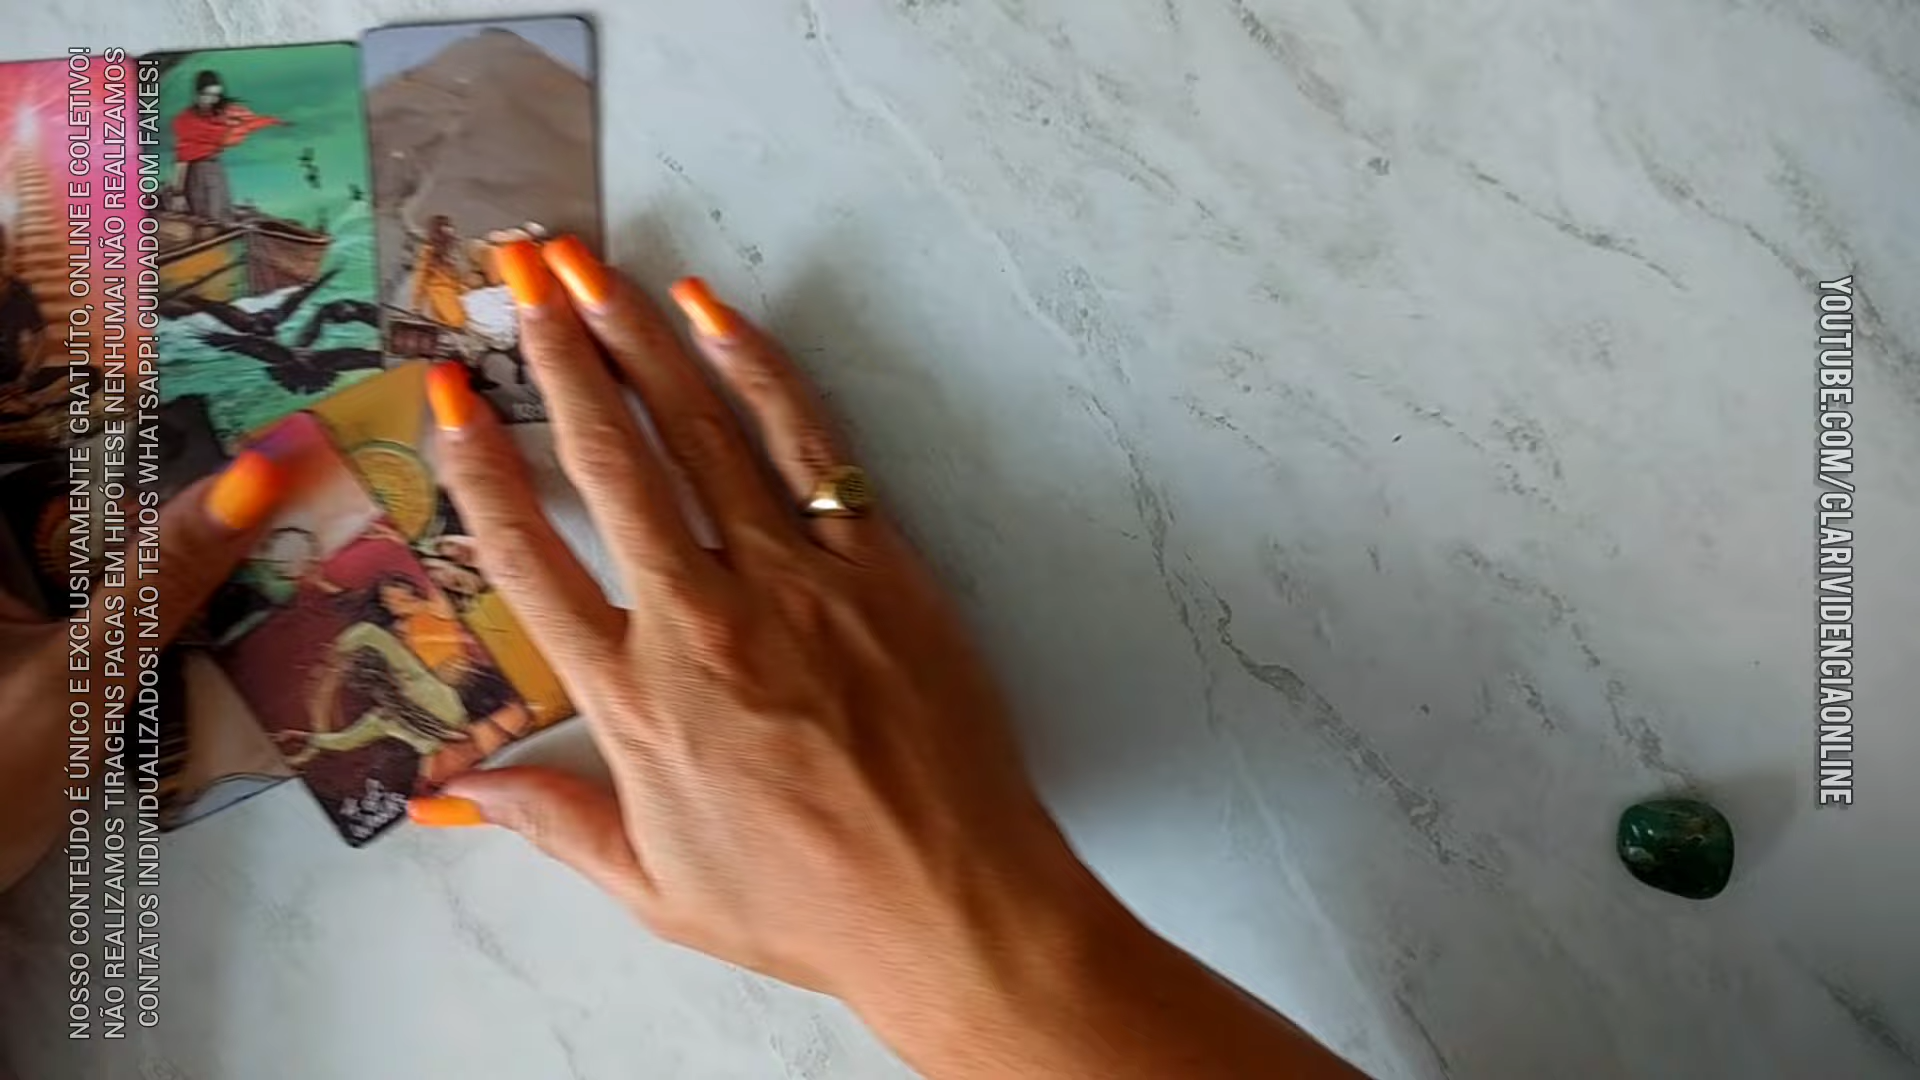 NOSSO CONTEÚDO É ÚNICO E EXCLUSIVAMENTE GRATUÍTO, ONLINE E COLETIVO!
NÃO REALIZAMOS TIRAGENS PAGAS EM HIPÓTESE NENHUMA! NÃO REALIZAMOS
CONTATOS INDIVIDUALIZADOS! NÃO TEMOS WHATSAPP! CUIDADO COM FAKES!
YOUTUBE.COM/CLARIVIDENCIAONLINE